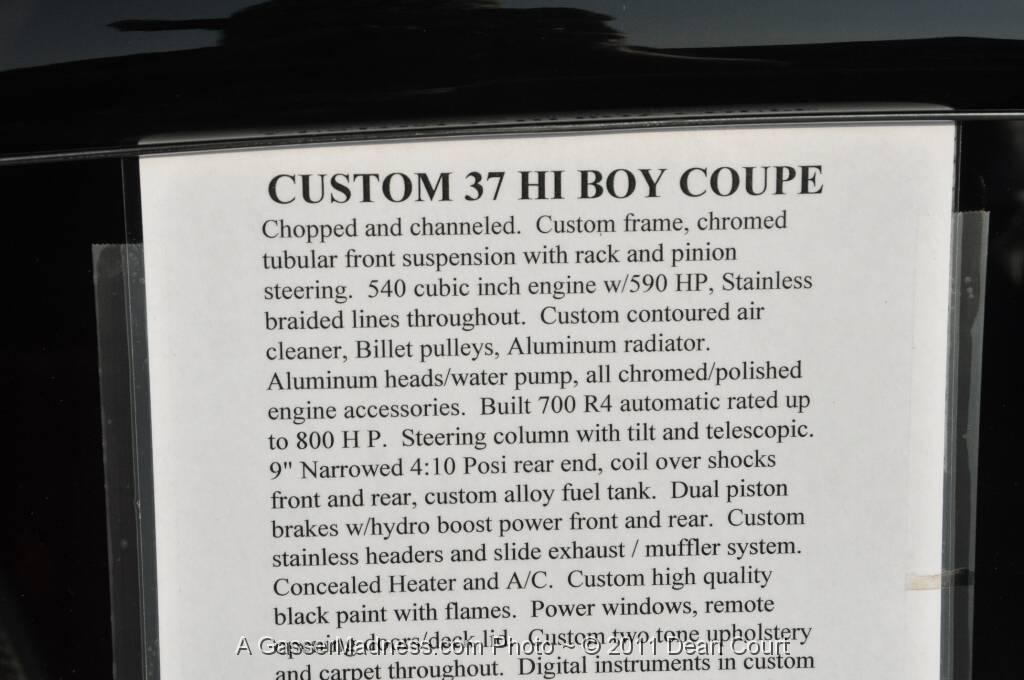 CUSTOM 37 HI BOY COUPE
Chopped and channeled. Custom frame, chromed
tubular front suspension with rack and pinion
steering. 540 cubic inch engine w/590 HP, Stainless
braided lines throughout. Custom contoured air
cleaner, Billet pulleys, Aluminum radiator.
Aluminum heads/water pump, all chromed/polished
engine accessories. Built 700 R4 automatic rated up
to 800 H P. Steering column with tilt and telescopic.
9" Narrowed 4:10 Posi rear end, coil over shocks
front and rear, custom alloy fuel tank. Dual piston
brakes w/hydro boost power front and rear. Custom
stainless headers and slide exhaust / muffler system.
Concealed Heater and A/C. Custom high quality
black paint with flames. Power windows, remote
doors/deck lid. Custom two tone upholstery
A GasserMadness.com Photo ~ © 2011 Dean Court
and carpet throughout. Digital instruments in custom